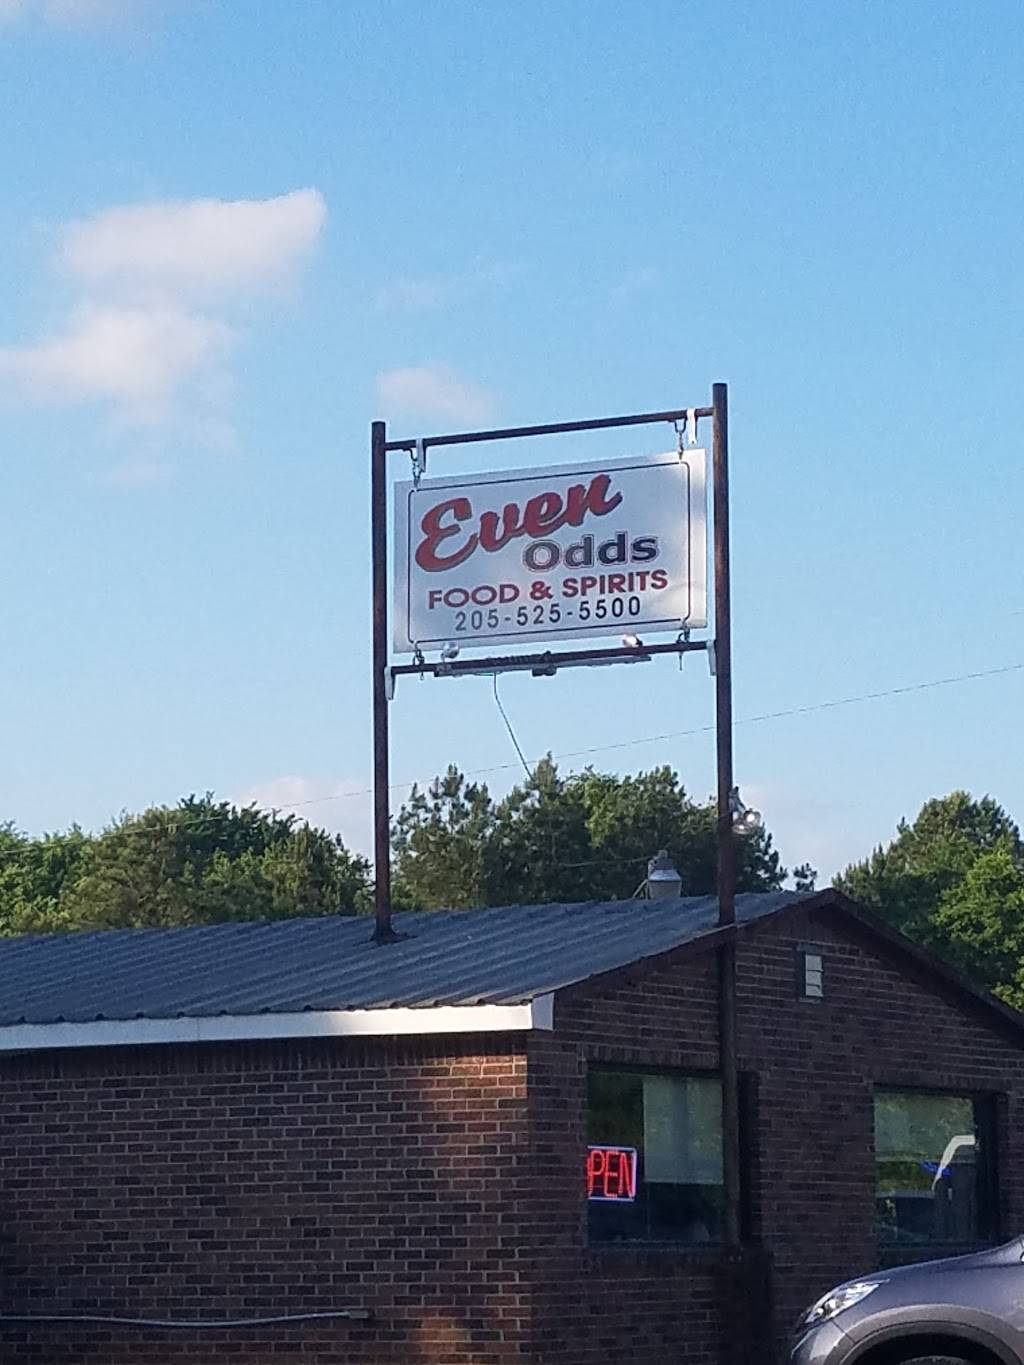 Even
Odds
FOOD & SPIRITS
205-525-5500
PEN